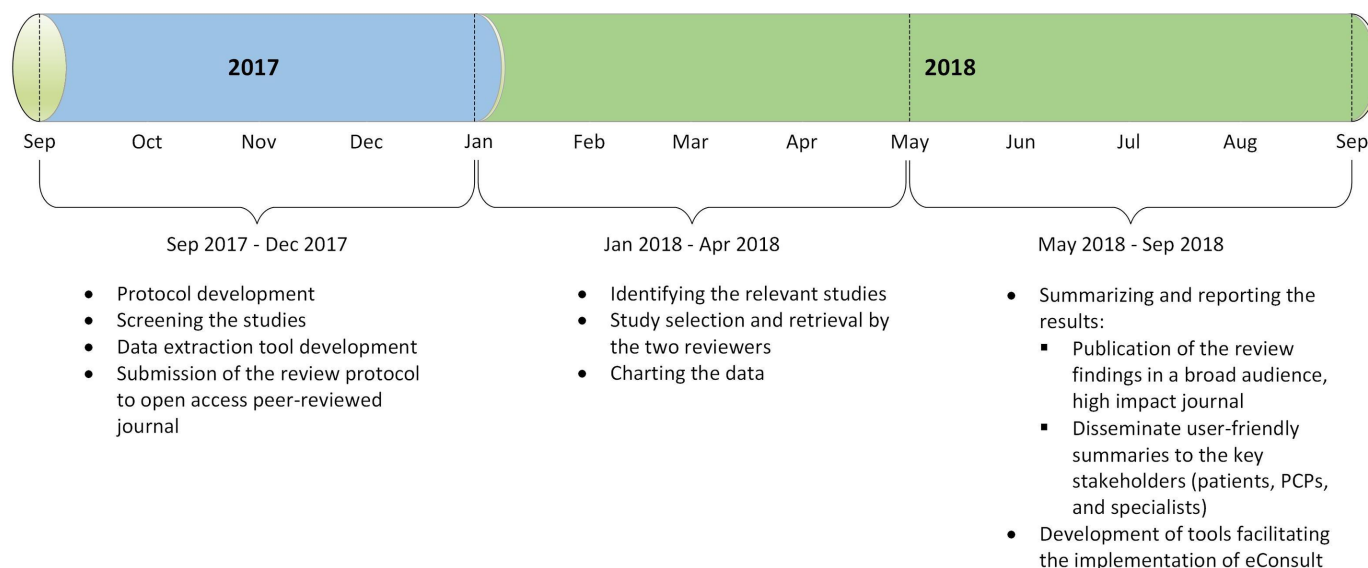 2017
2018
Sep Oct Nov Dec Jan Feb Mar Apr May Jun Jul Aug Sep
Sep 2017 - Dec 2017
• Protocol development
• Screening the studies
• Data extraction tool development
• Submission of the review protocol
to open access peer-reviewed
journal
Jan 2018 - Apr 2018
• Identifying the relevant studies
• Study selection and retrieval by
the two reviewers
• Charting the data
May 2018 - Sep 2018
• Summarizing and reporting the
results:
▪ Publication of the review
findings in a broad audience,
high impact journal
▪ Disseminate user-friendly
summaries to the key
stakeholders (patients, PCPs,
and specialists)
• Development of tools facilitating
the implementation of eConsult